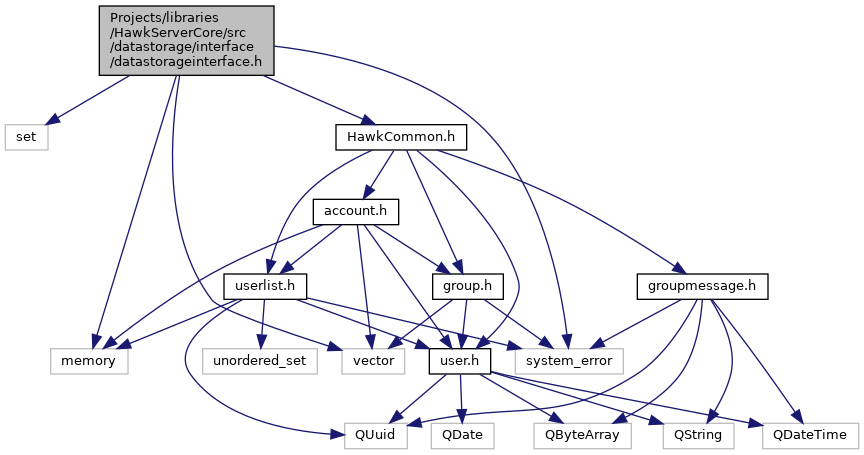 Projects/libraries
/HawkServerCore/src
/datastorage/interface
/datastorageinterface.h
set
HawkCommon.h
account.h
userlist.h
group.h
groupmessage.h
memory
unordered_set
vector
user.h
system_error
QUuid
QDate
QByteArray
QString
QDateTime